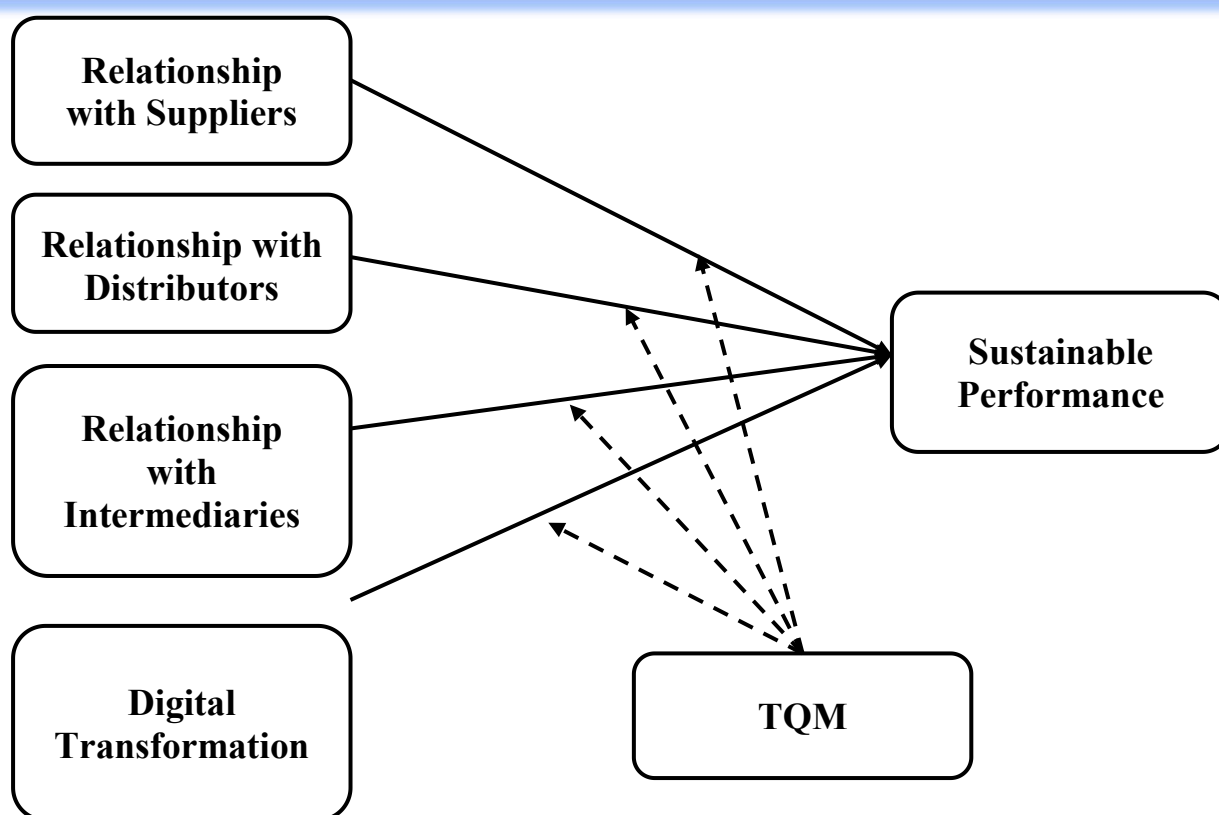 Relationship
with Suppliers
Relationship with
Distributors
Relationship
with
Intermediaries
Digital
Transformation
Sustainable
Performance
TQM